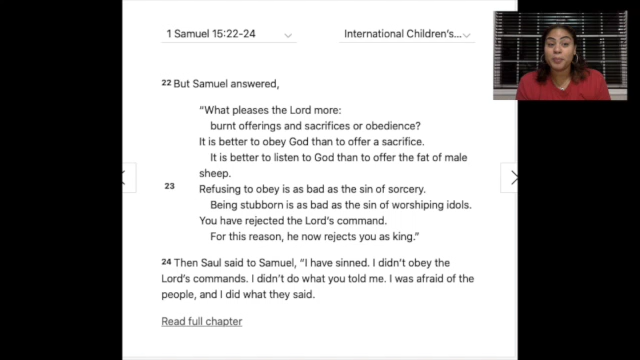 1 Samuel 15:22-24
International Children's...
22 But Samuel answered,
"What pleases the Lord more:
burnt offerings and sacrifices or obedience?
It is better to obey God than to offer a sacrifice.
It is better to listen to God than to offer the fat of male
sheep.
23 Refusing to obey is as bad as the sin of sorcery.
Being stubborn is as bad as the sin of worshiping idols.
You have rejected the Lord's command.
For this reason, he now rejects you as king."
24 Then Saul said to Samuel, "I have sinned. I didn't obey the
Lord's commands. I didn't do what you told me. I was afraid of the
people, and I did what they said.
Read full chapter